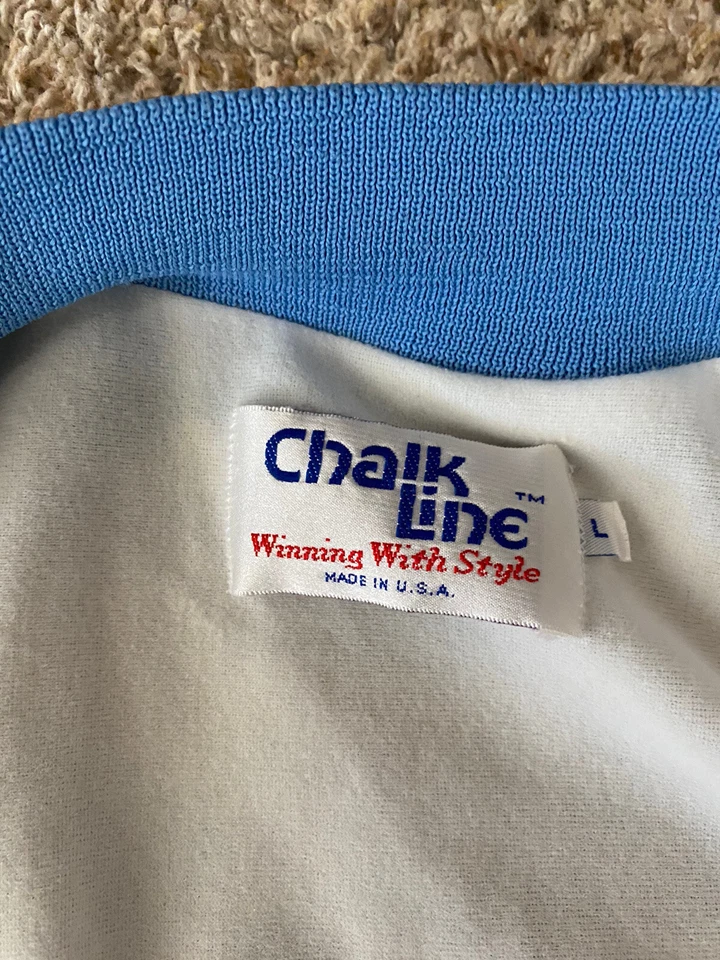 Chalk
Line™
Winning With Style
MADE IN U.S.A.
L